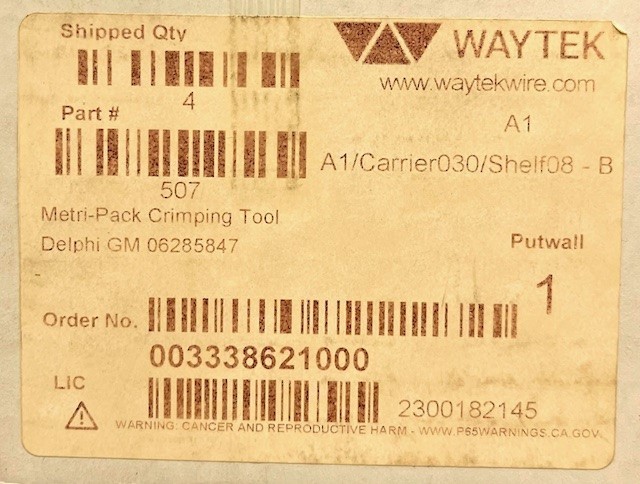 Shipped Qty
4
WAYTEK
www.waytekwire.com
Part #
507
A1
A1/Carrier030/Shelf08 - B
Metri-Pack Crimping Tool
Delphi GM 06285847
Putwall
1
Order No.
003338621000
LIC
2300182145
WARNING: CANCER AND REPRODUCTIVE HARM - WWW.P65WARNINGS.CA.GOV